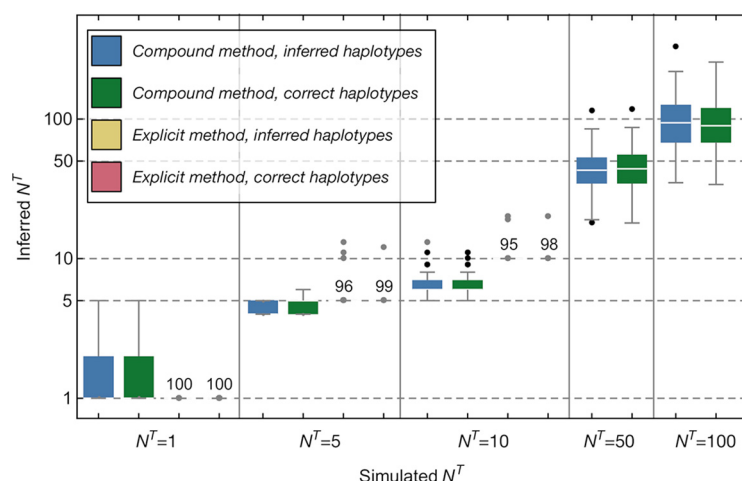 Compound method, inferred haplotypes
Compound method, correct haplotypes
Explicit method, inferred haplotypes
Explicit method, correct haplotypes
Inferred N^T
100
50
10
5
1
100
100
96
99
95
98
N^T=1
N^T=5
N^T=10
N^T=50
N^T=100
Simulated N^T